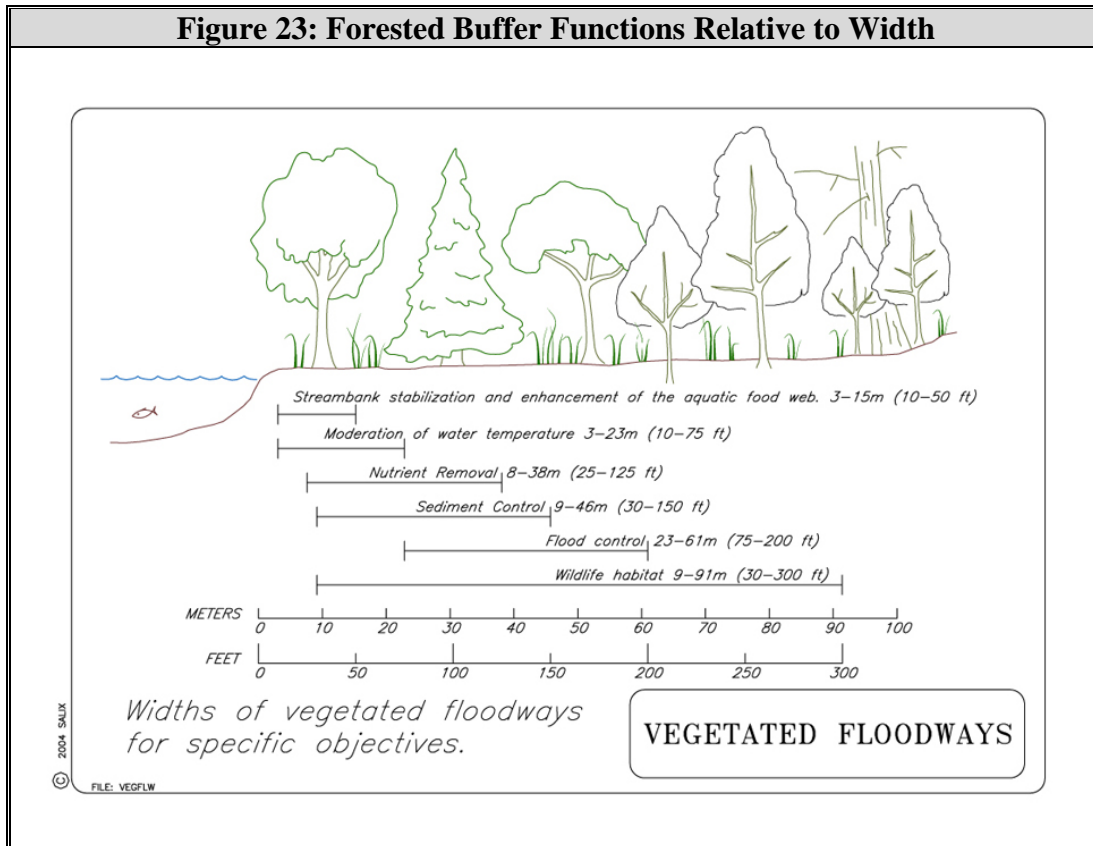 Figure 23: Forested Buffer Functions Relative to Width
Streambank stabilization and enhancement of the aquatic food web. 3-15m (10-50 ft)
Moderation of water temperature 3-23m (10-75 ft)
Nutrient Removal 8-38m (25-125 ft)
Sediment Control 9-46m (30-150 ft)
Flood control 23-61m (75-200 ft)
Wildlife habitat 9-91m (30-300 ft)
METERS
0 10 20 30 40 50 60 70 80 90 100
FEET
0 50 100 150 200 250 300
Widths of vegetated floodways
for specific objectives.
VEGETATED FLOODWAYS
© 2004 SALIX
FILE: VEGFLW